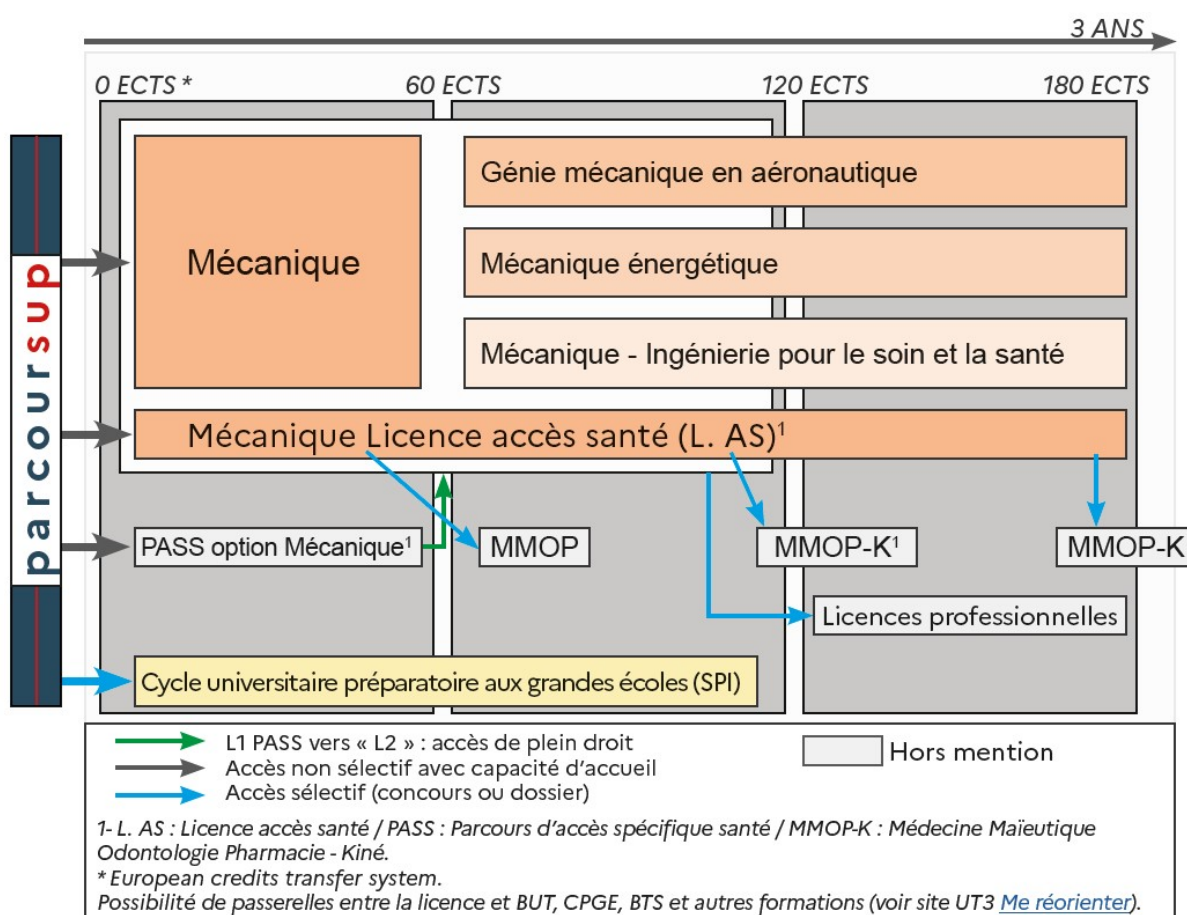 3 ANS
0 ECTS *
60 ECTS
120 ECTS
180 ECTS
parcoursup
Mécanique
Génie mécanique en aéronautique
Mécanique énergétique
Mécanique - Ingénierie pour le soin et la santé
Mécanique Licence accès santé (L. AS)¹
PASS option Mécanique¹
MMOP
MMOP-K¹
MMOP-K
Licences professionnelles
Cycle universitaire préparatoire aux grandes écoles (SPI)
L1 PASS vers « L2 » : accès de plein droit
Accès non sélectif avec capacité d'accueil
Accès sélectif (concours ou dossier)
Hors mention
1- L. AS : Licence accès santé / PASS : Parcours d'accès spécifique santé / MMOP-K : Médecine Maïeutique
Odontologie Pharmacie - Kiné.
* European credits transfer system.
Possibilité de passerelles entre la licence et BUT, CPGE, BTS et autres formations (voir site UT3 Me réorienter).